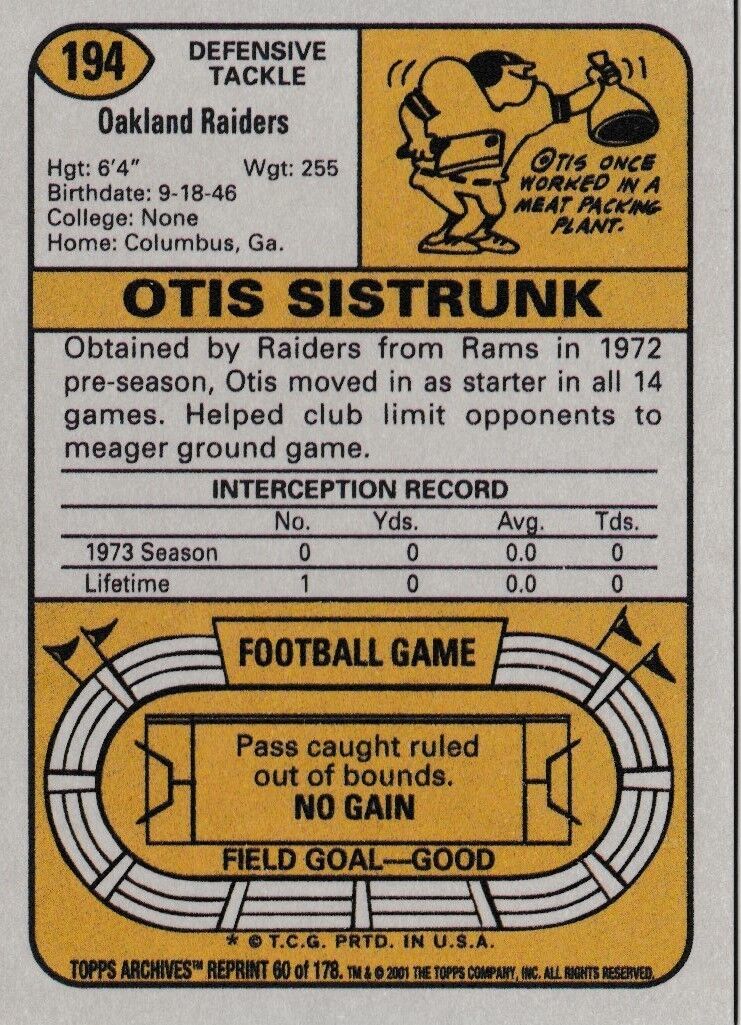 194
DEFENSIVE
TACKLE
Oakland Raiders
Hgt: 6'4" Wgt: 255
Birthdate: 9-18-46
College: None
Home: Columbus, Ga.
OTIS ONCE
WORKED IN A
MEAT PACKING
PLANT.
OTIS SISTRUNK
Obtained by Raiders from Rams in 1972
pre-season, Otis moved in as starter in all 14
games. Helped club limit opponents to
meager ground game.
INTERCEPTION RECORD
No. Yds. Avg. Tds.
1973 Season 0 0 0.0 0
Lifetime 1 0 0.0 0
FOOTBALL GAME
Pass caught ruled
out of bounds.
NO GAIN
FIELD GOAL—GOOD
* © T.C.G. PRTD. IN U.S.A.
TOPPS ARCHIVES™ REPRINT 60 of 178. TM & © 2001 THE TOPPS COMPANY, INC. ALL RIGHTS RESERVED.